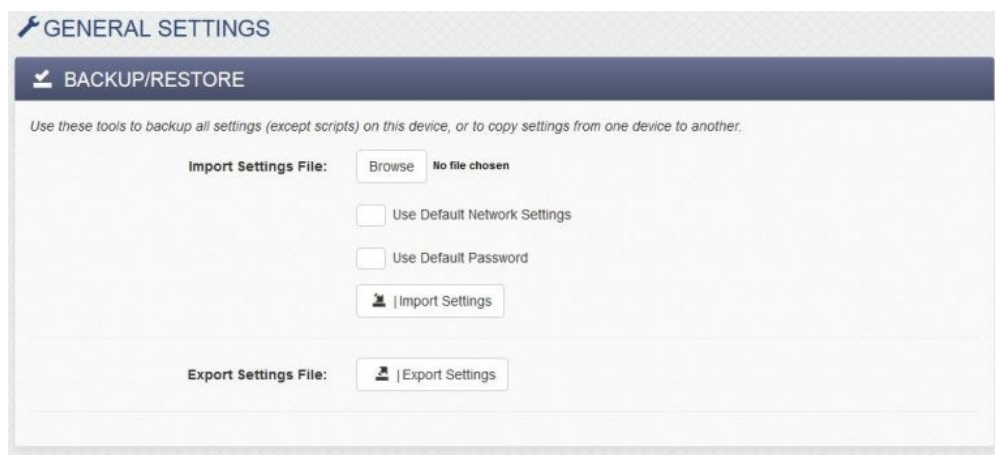 GENERAL SETTINGS
BACKUP/RESTORE
Use these tools to backup all settings (except scripts) on this device, or to copy settings from one device to another.
Import Settings File: Browse No file chosen
Use Default Network Settings
Use Default Password
| Import Settings
Export Settings File: | Export Settings